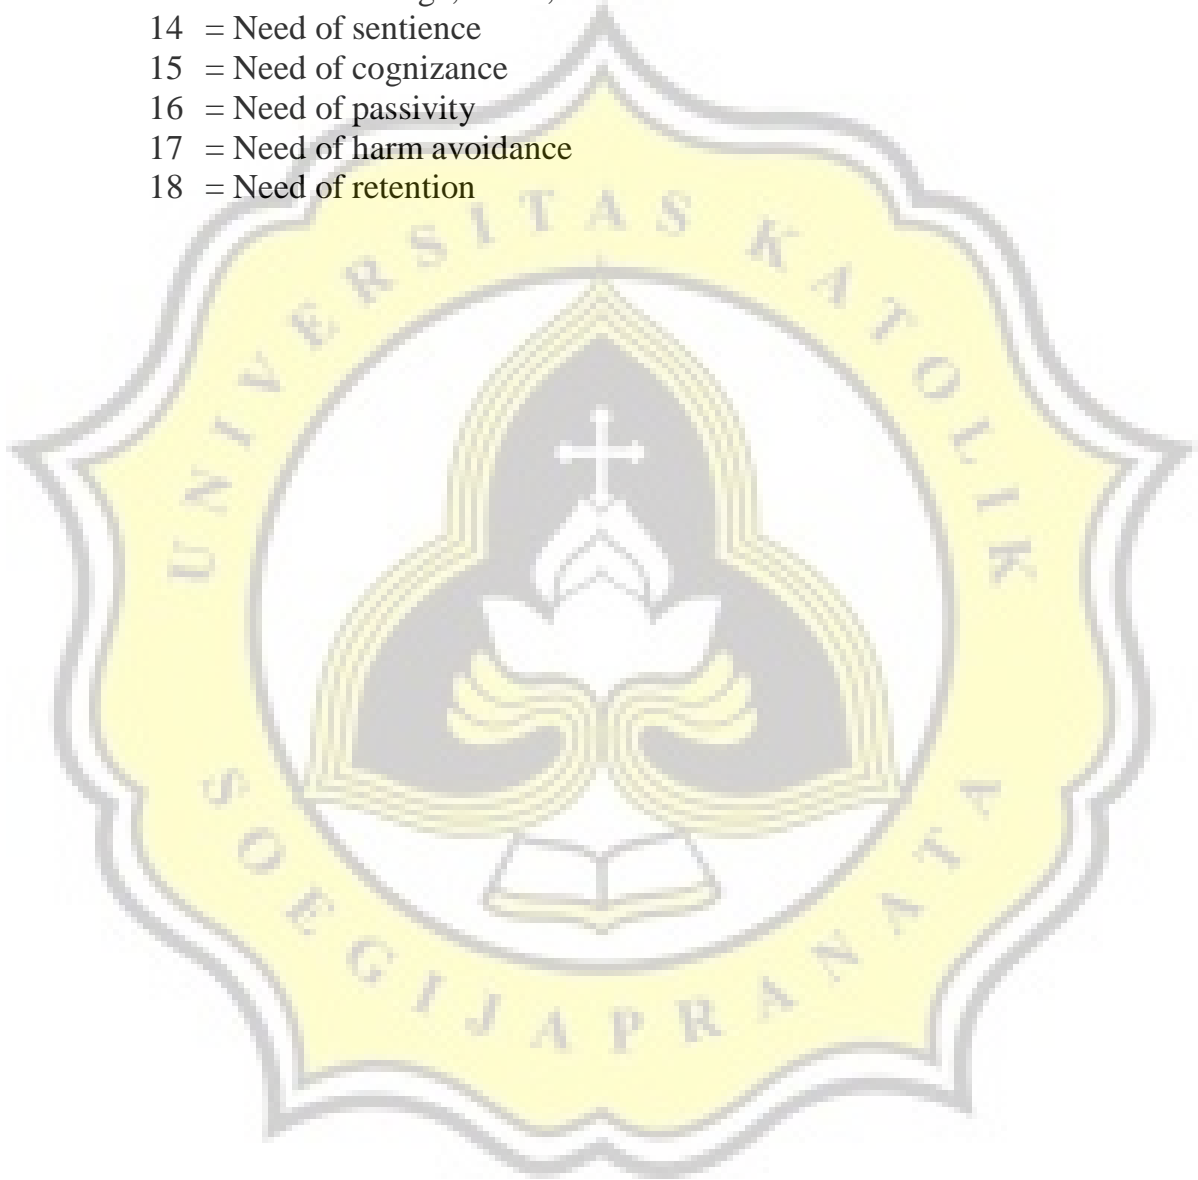 14 = Need of sentience
15 = Need of cognizance
16 = Need of passivity
17 = Need of harm avoidance
18 = Need of retention
UNIVERSITAS KATOLIK
SOEGIJAPRANATA